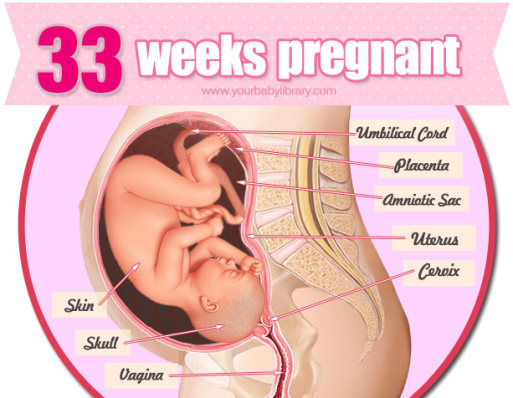 33 weeks pregnant
www.yourbabylibrary.com
Umbilical Cord
Placenta
Amniotic Sac
Uterus
Cervix
Skin
Skull
Vagina